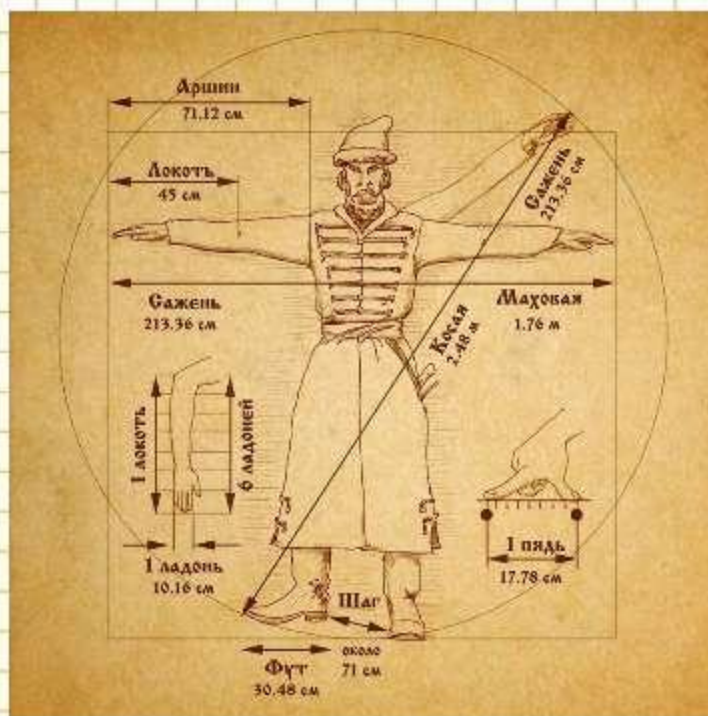 Аршин
71.12 см
Локоть
45 см
Сажень
213.36 см
Сажень
213.36 см
Маховая
1.76 м
Косая
2.48 м
1 локоть
6 ладоней
1 ладонь
10.16 см
1 пядь
17.78 см
Шаг
около
71 см
Фут
30.48 см